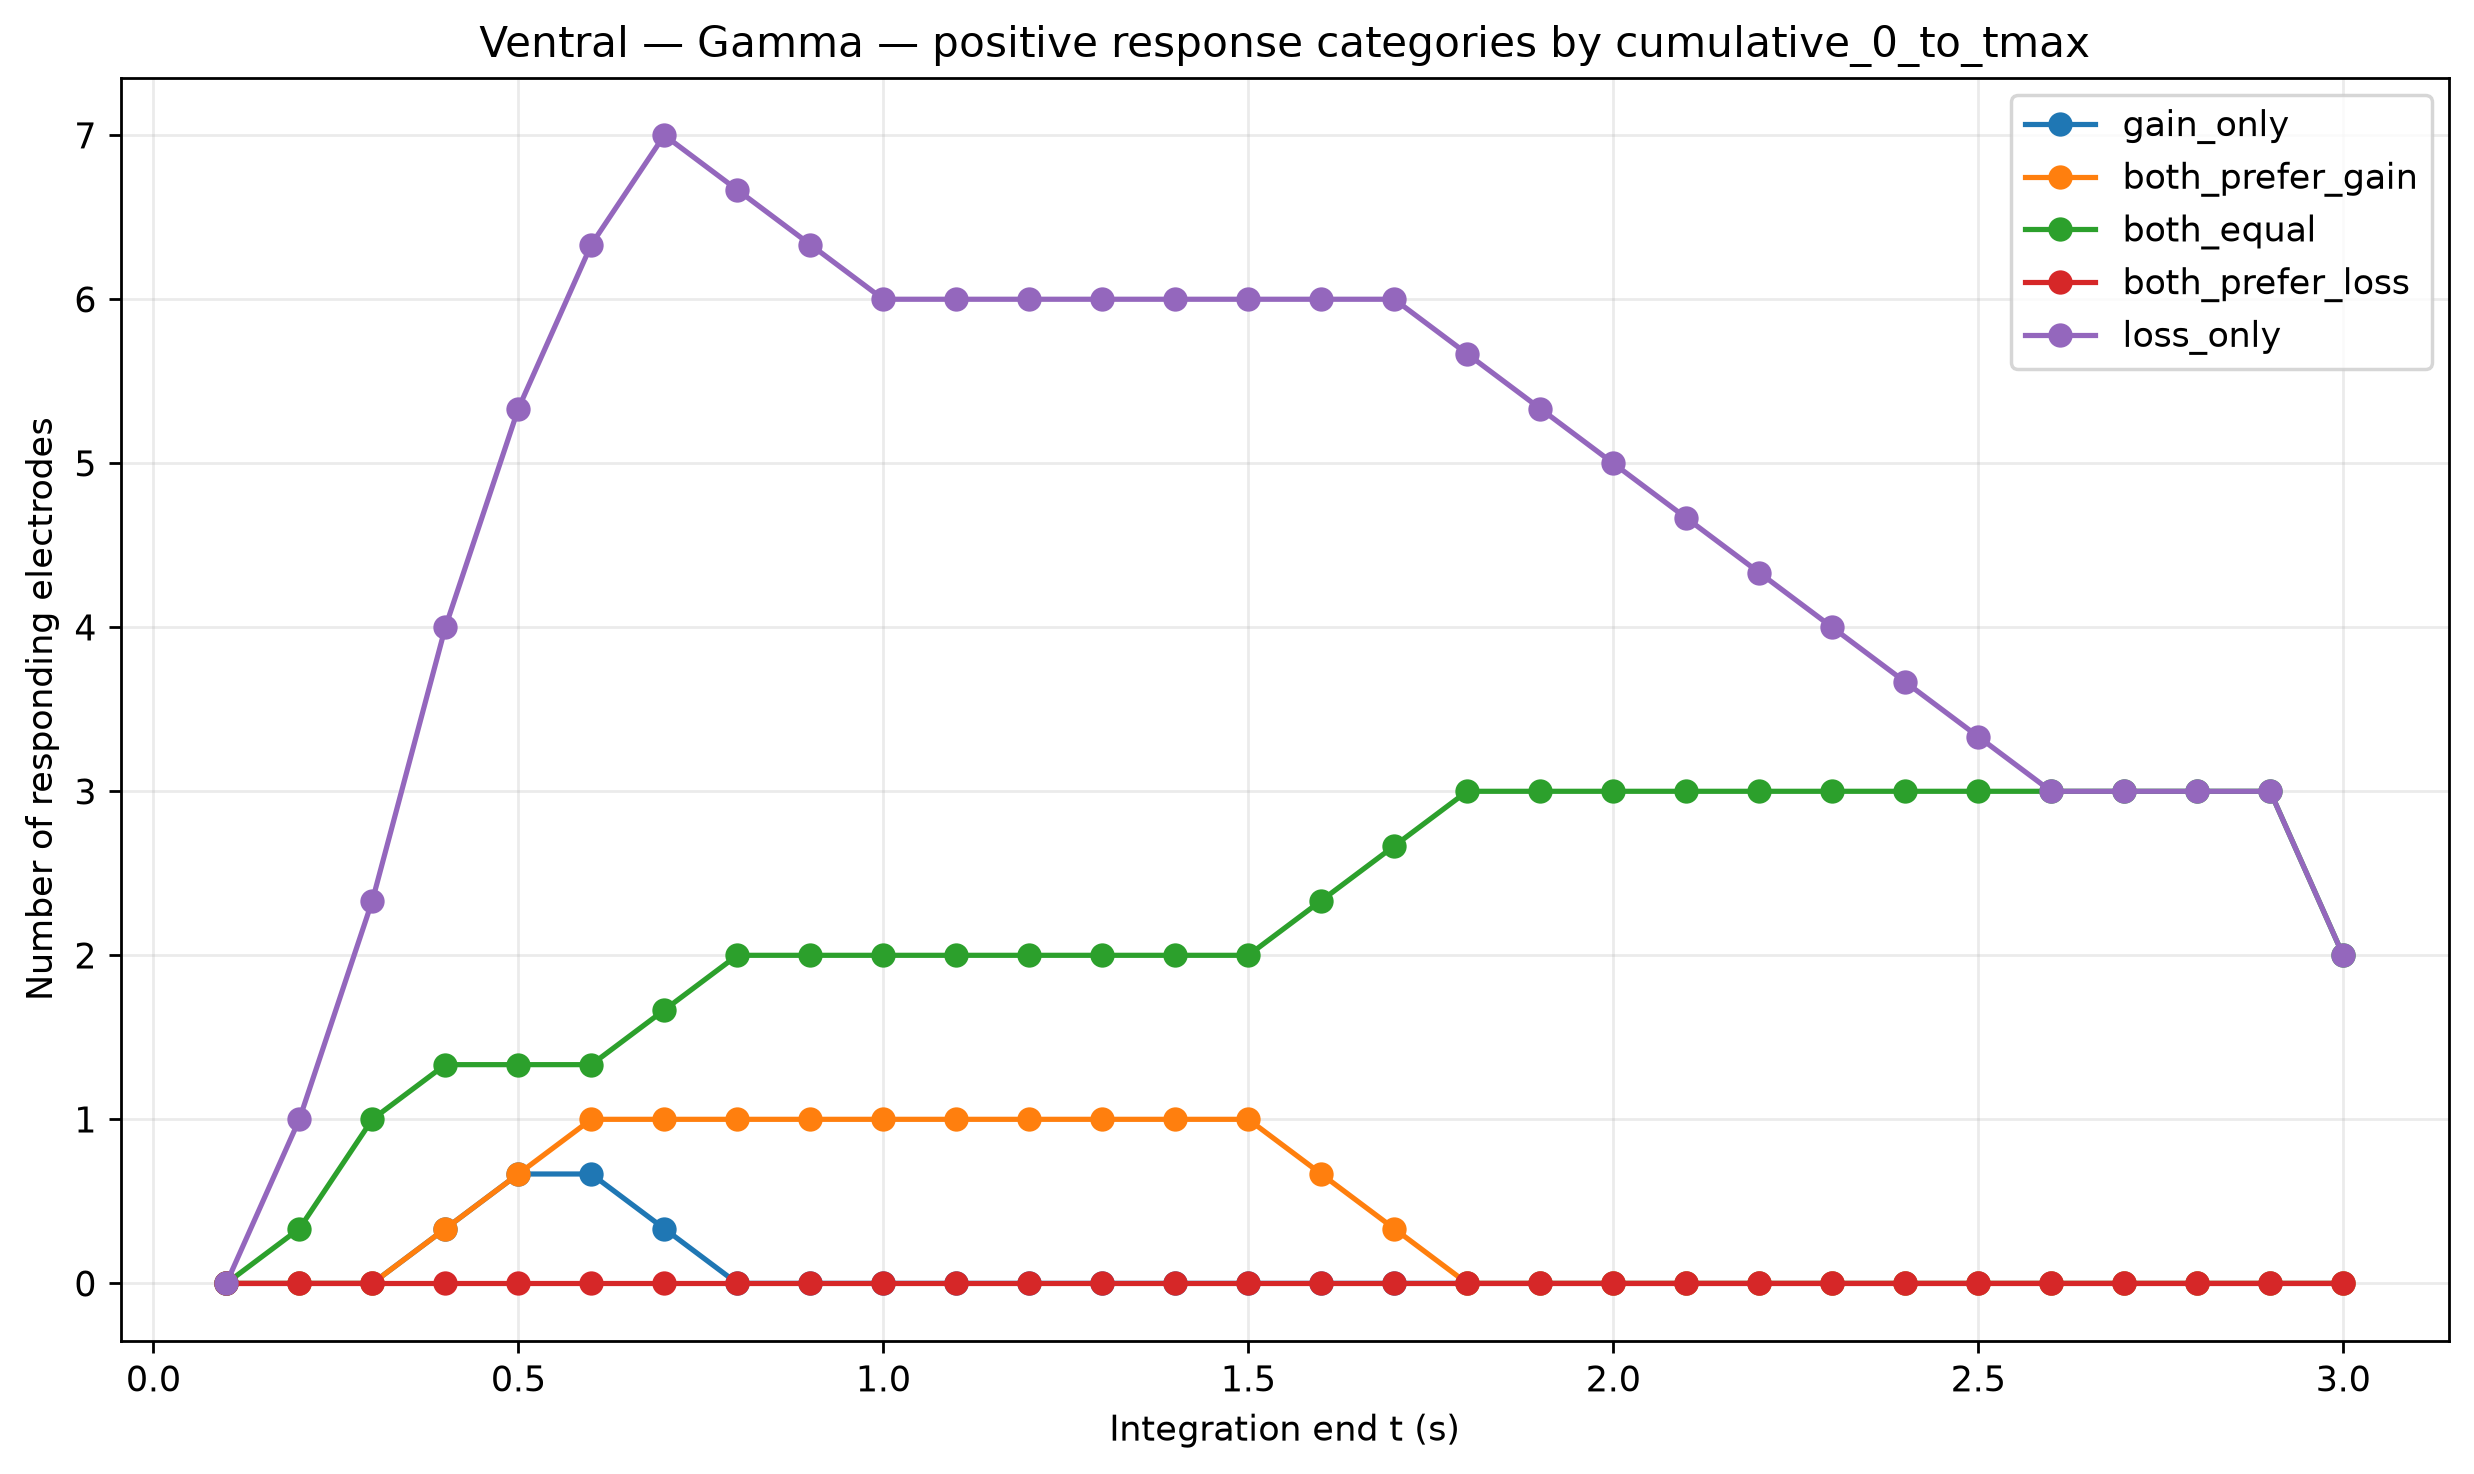 Ventral — Gamma — positive response categories by cumulative_0_to_tmax
gain_only
both_prefer_gain
both_equal
both_prefer_loss
loss_only
Number of responding electrodes
7
6
5
4
3
2
1
0
0.0 0.5 1.0 1.5 2.0 2.5 3.0
Integration end t (s)